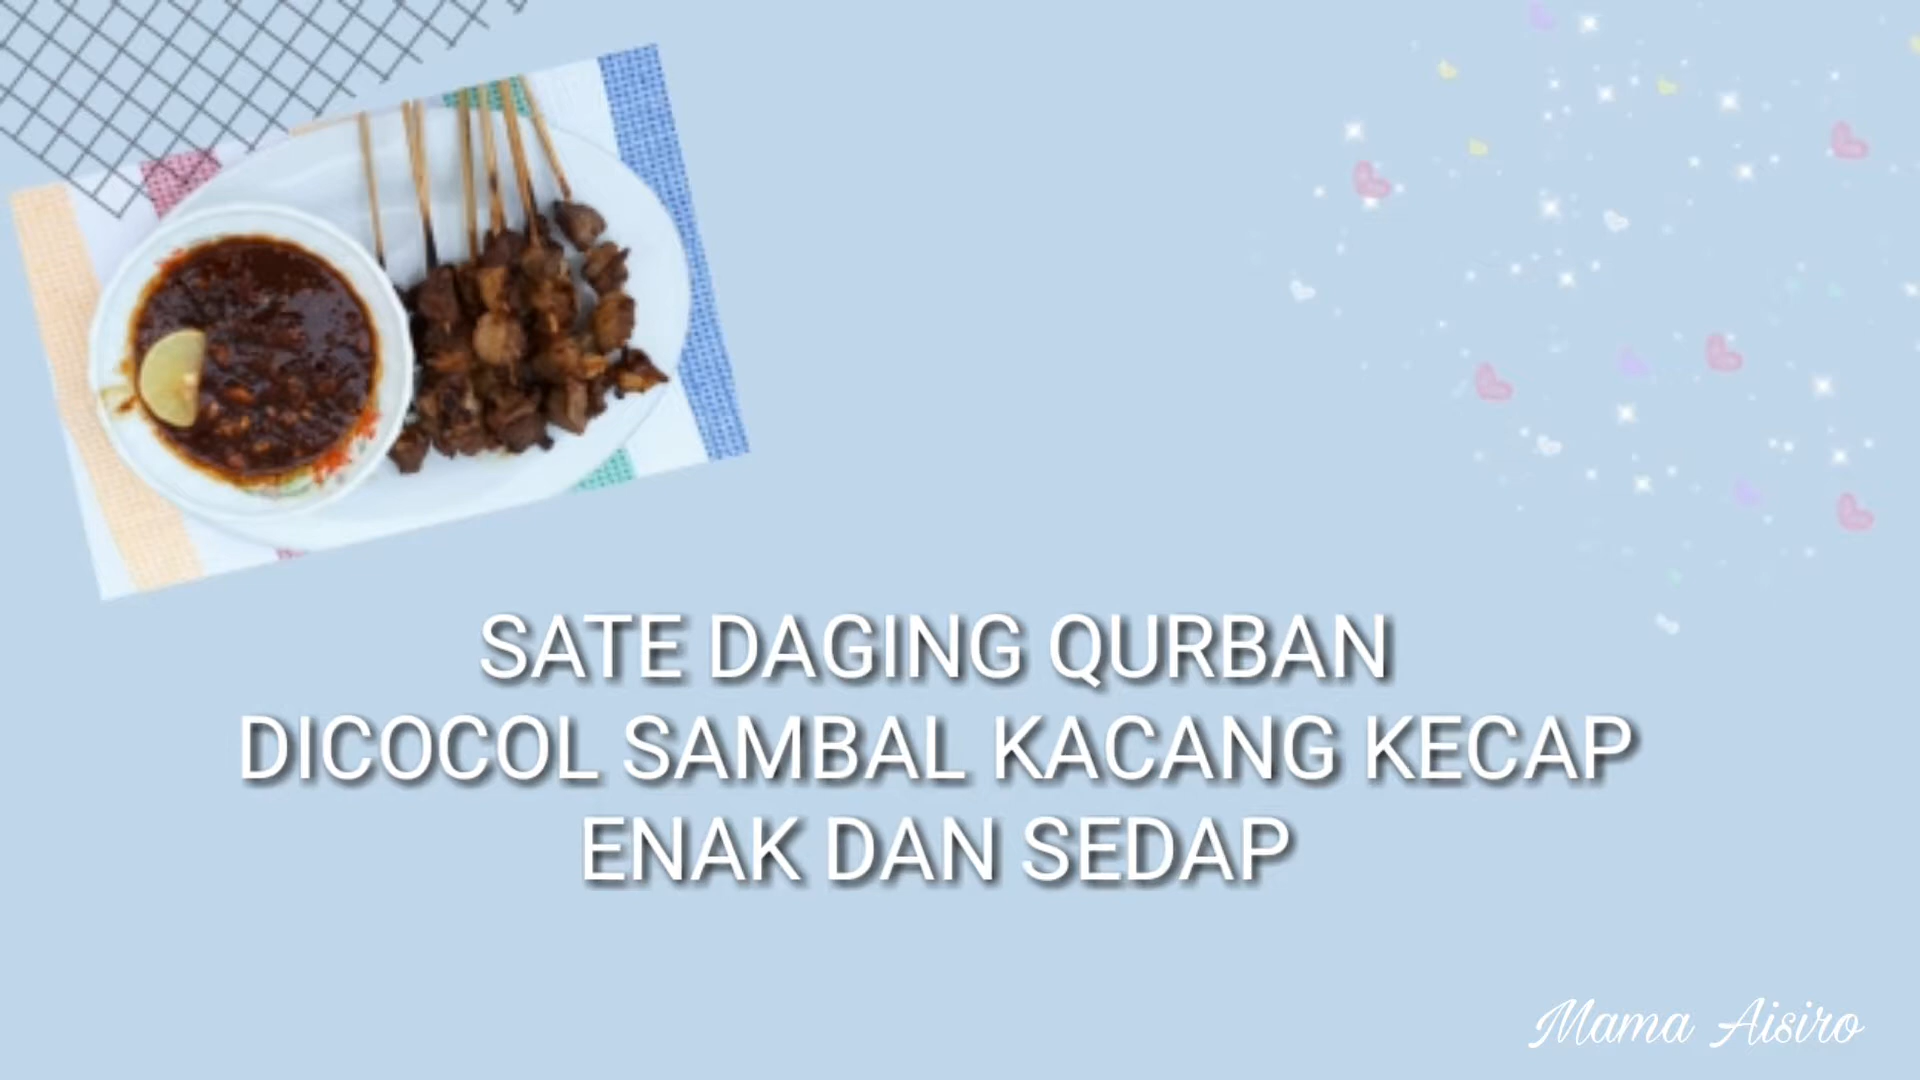 SATE DAGING QURBAN
DICOCOL SAMBAL KACANG KECAP
ENAK DAN SEDAP
Mama Aisiro